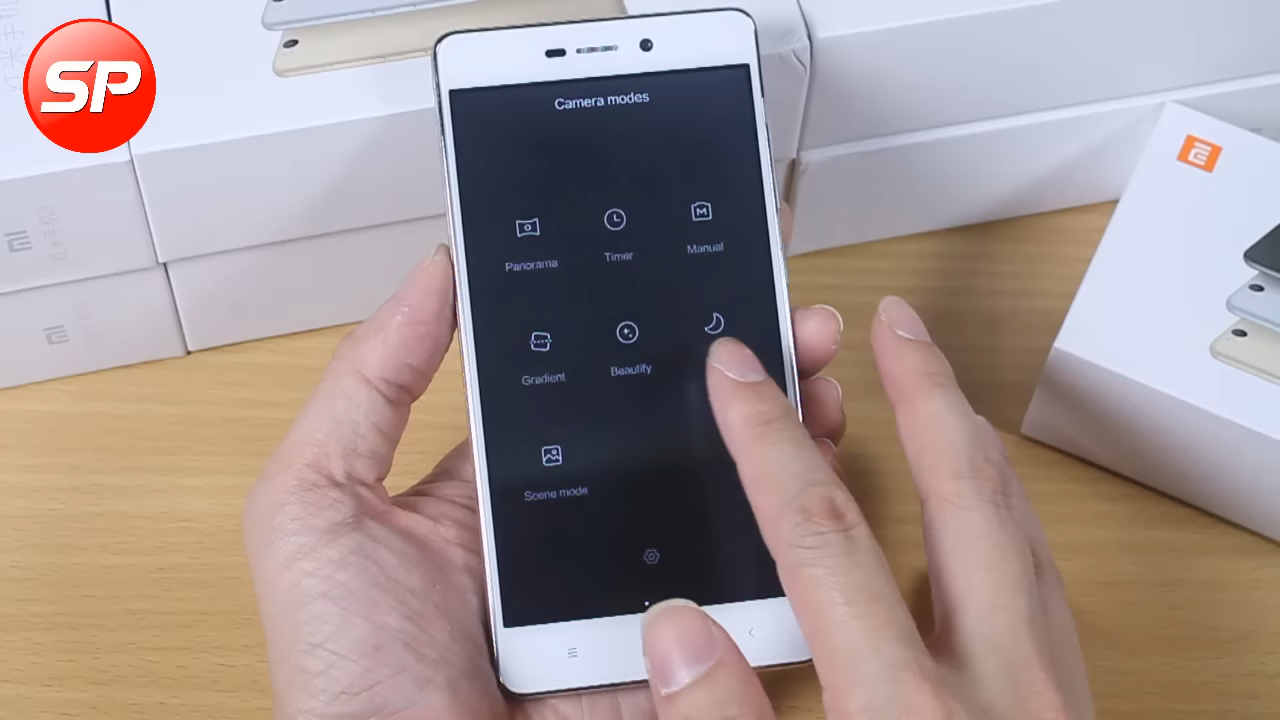 SP
Camera modes
Panorama
Timer
Manual
Gradient
Beautify
Scene mode